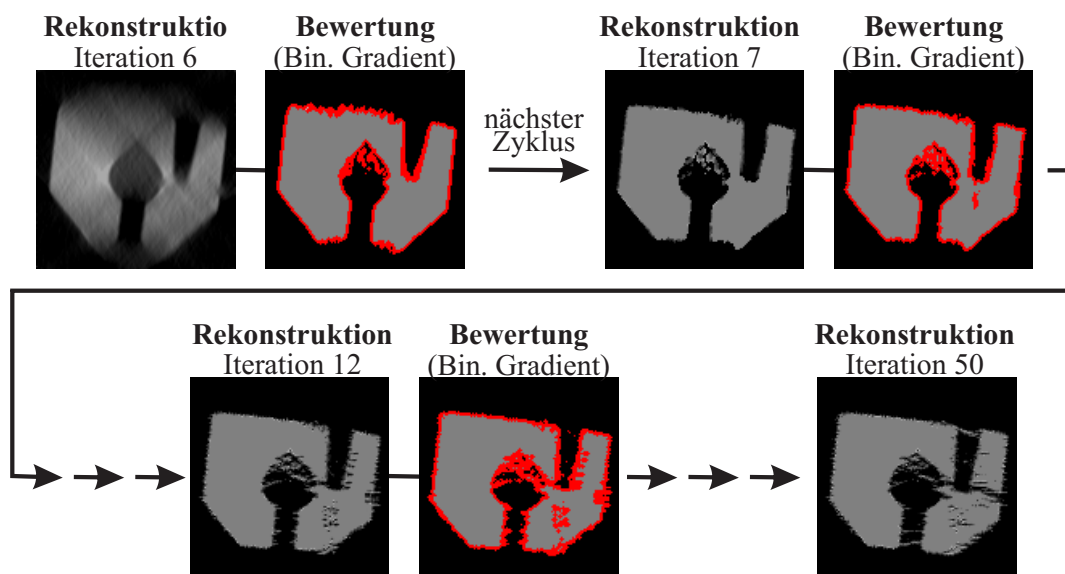 Rekonstruktio
Iteration 6
Bewertung
(Bin. Gradient)
nächster
Zyklus
Rekonstruktion
Iteration 7
Bewertung
(Bin. Gradient)
Rekonstruktion
Iteration 12
Bewertung
(Bin. Gradient)
Rekonstruktion
Iteration 50